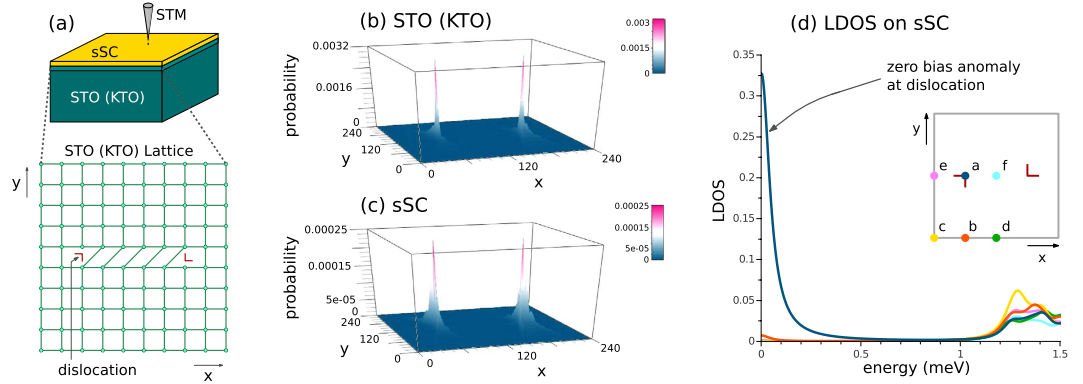 (a)
STM
sSC
STO (KTO)
STO (KTO) Lattice
y
dislocation
x
(b) STO (KTO)
0.003
0.0015
0
probability
0.0032
0.0016
0
240
120
0
y
0
120
240
x
(c) sSC
0.00025
0.00015
5e-05
0
probability
0.00025
0.00015
5e-05
0
240
120
0
y
0
120
240
x
(d) LDOS on sSC
zero bias anomaly
at dislocation
LDOS
0.35
0.3
0.25
0.2
0.15
0.1
0.05
0
0
0.5
1
1.5
energy (meV)
y
e a f
c b d
x